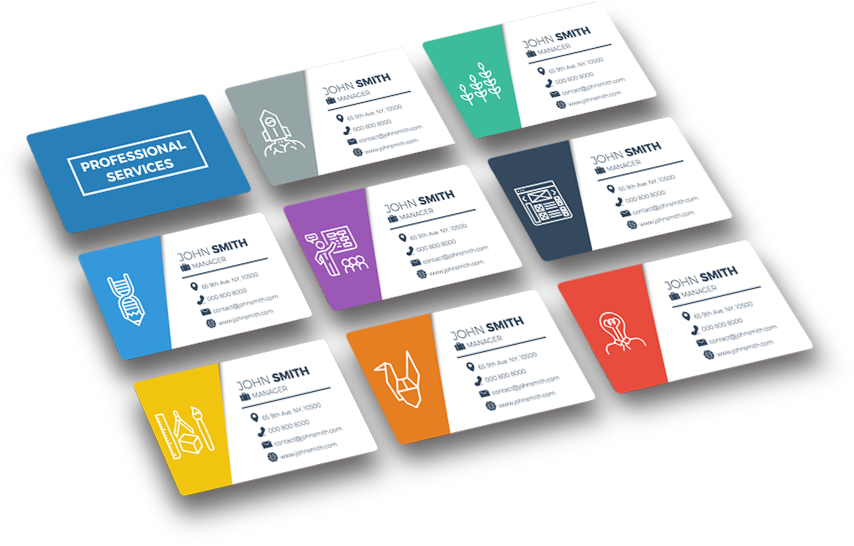 PROFESSIONAL
SERVICES
JOHN SMITH
MANAGER
65 9th Ave. NY, 10500
000 800 8000
contact@johnsmith.com
www.johnsmith.com
JOHN SMITH
MANAGER
65 9th Ave. NY, 10500
000 800 8000
contact@johnsmith.com
www.johnsmith.com
JOHN SMITH
MANAGER
65 9th Ave. NY, 10500
000 800 8000
contact@johnsmith.com
www.johnsmith.com
JOHN SMITH
MANAGER
65 9th Ave. NY, 10500
000 800 8000
contact@johnsmith.com
www.johnsmith.com
JOHN SMITH
MANAGER
65 9th Ave. NY, 10500
000 800 8000
contact@johnsmith.com
www.johnsmith.com
JOHN SMITH
MANAGER
65 9th Ave. NY, 10500
000 800 8000
contact@johnsmith.com
www.johnsmith.com
JOHN SMITH
MANAGER
65 9th Ave. NY, 10500
000 800 8000
contact@johnsmith.com
www.johnsmith.com
JOHN SMITH
MANAGER
65 9th Ave. NY, 10500
000 800 8000
contact@johnsmith.com
www.johnsmith.com